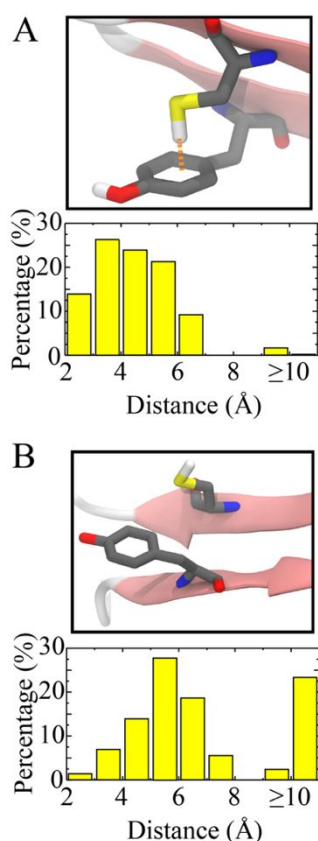 A
Percentage (%)
30
20
10
0
2 4 6 8 ≥10
Distance (Å)
B
Percentage (%)
30
20
10
0
2 4 6 8 ≥10
Distance (Å)